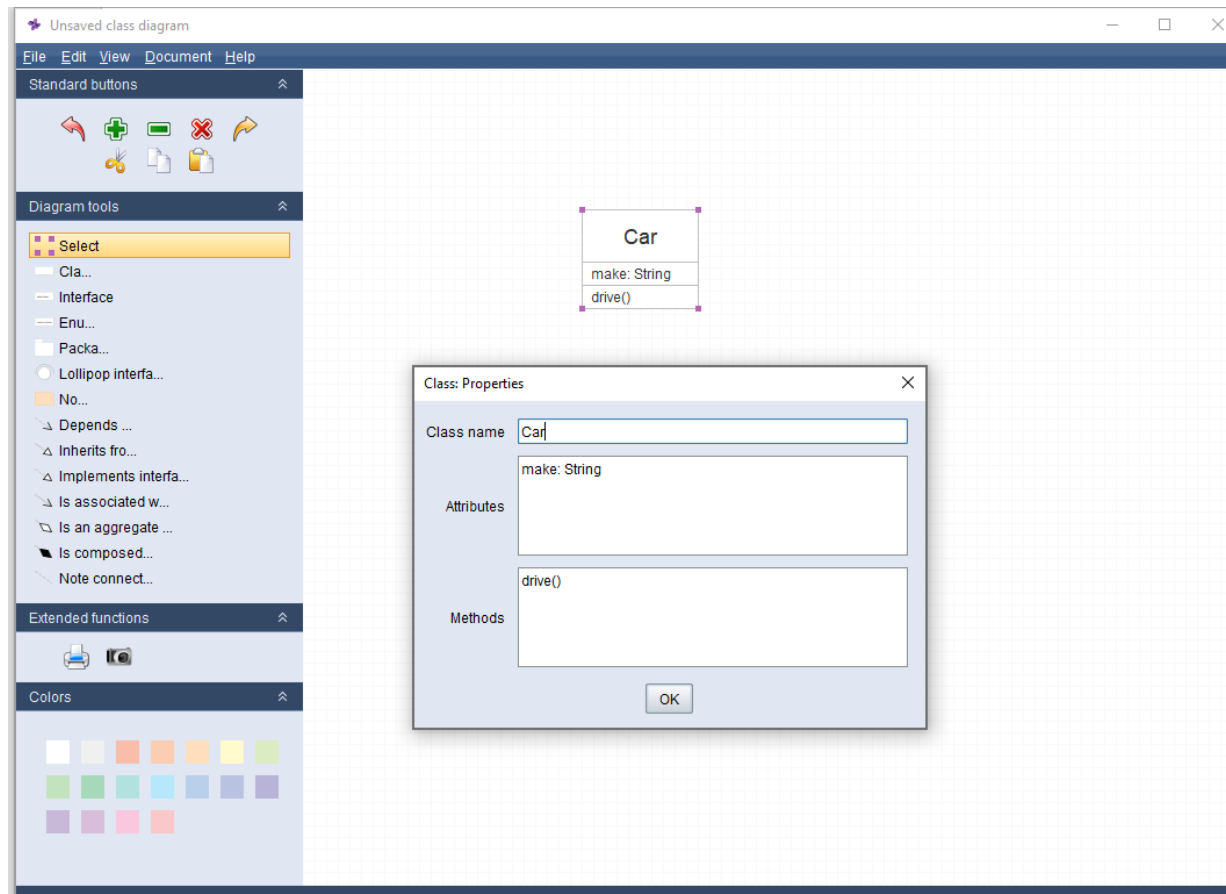 Unsaved class diagram
File Edit View Document Help
Standard buttons
Diagram tools
Select
Cla...
Interface
Enu...
Packa...
Lollipop interfa...
No...
Depends ...
Inherits fro...
Implements interfa...
Is associated w...
Is an aggregate ...
Is composed...
Note connect...
Extended functions
Colors
Car
make: String
drive()
Class: Properties
Class name Car
Attributes
make: String
Methods
drive()
OK